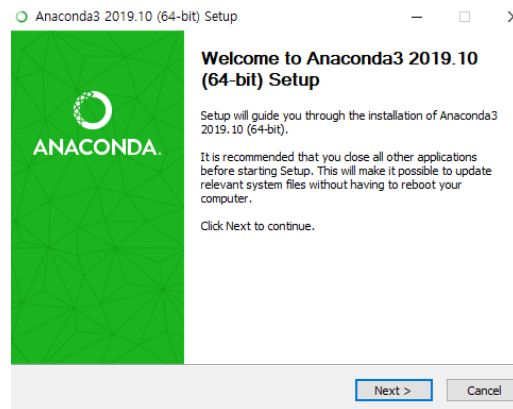 Anaconda3 2019.10 (64-bit) Setup
Welcome to Anaconda3 2019.10
(64-bit) Setup
ANACONDA.
Setup will guide you through the installation of Anaconda3
2019.10 (64-bit).
It is recommended that you close all other applications
before starting Setup. This will make it possible to update
relevant system files without having to reboot your
computer.
Click Next to continue.
Next >
Cancel